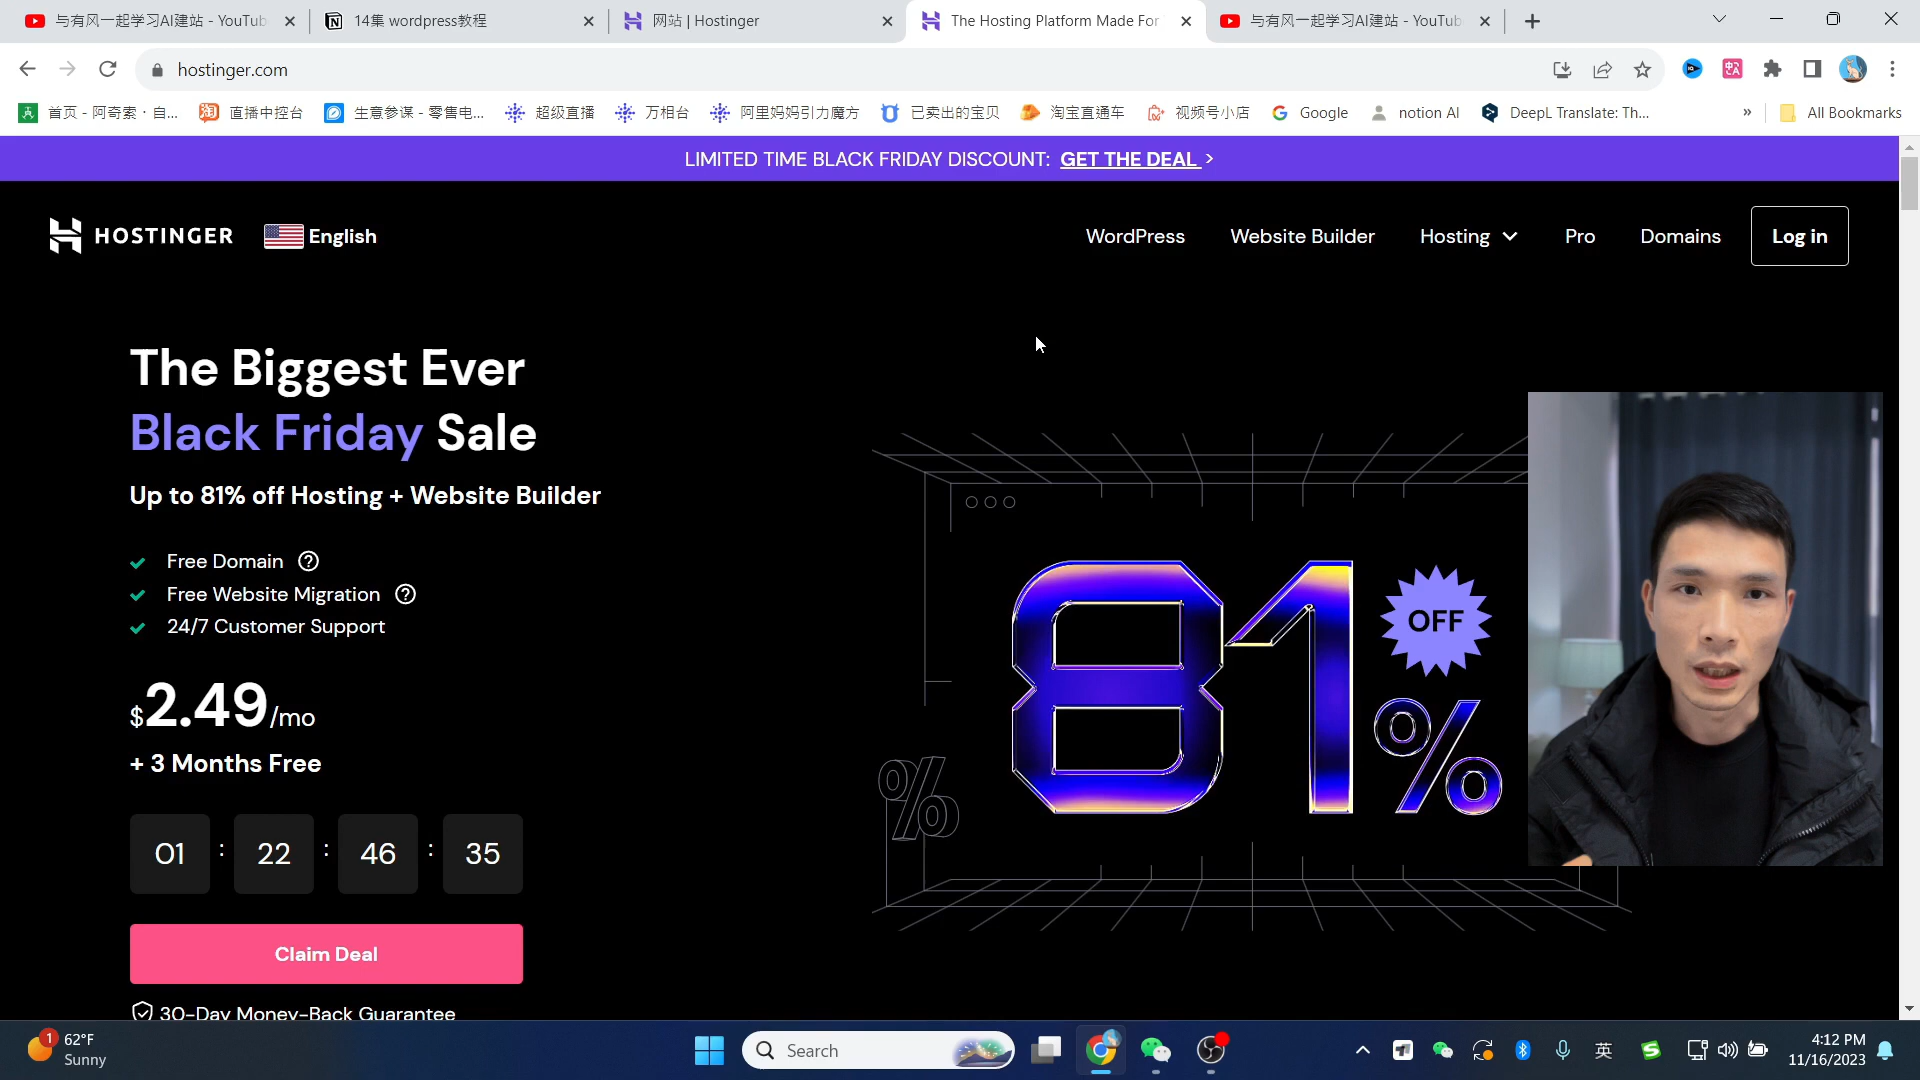 与有风一起学习AI建站 - YouTub
14集 wordpress教程
网站 | Hostinger
The Hosting Platform Made For
与有风一起学习AI建站 - YouTub
hostinger.com
首页 - 阿奇索 · 自...
直播中控台
生意参谋 - 零售电...
超级直播
万相台
阿里妈妈引力魔方
已卖出的宝贝
淘宝直通车
视频号小店
Google
notion AI
DeepL Translate: Th...
»
All Bookmarks
LIMITED TIME BLACK FRIDAY DISCOUNT: GET THE DEAL >
HOSTINGER
English
WordPress
Website Builder
Hosting
Pro
Domains
Log in
The Biggest Ever
Black Friday Sale
Up to 81% off Hosting + Website Builder
Free Domain
Free Website Migration
24/7 Customer Support
$2.49/mo
+ 3 Months Free
01 : 22 : 46 : 35
Claim Deal
30-Day Money-Back Guarantee
81%
OFF
%
1
62°F
Sunny
Search
英
4:12 PM
11/16/2023